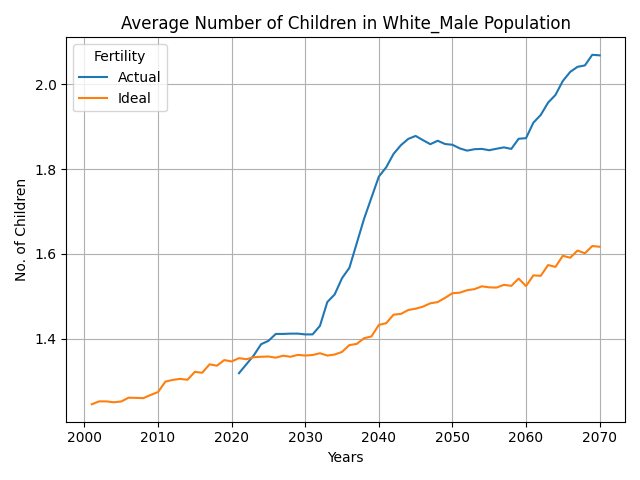 Average Number of Children in White_Male Population
Fertility
Actual
Ideal
No. of Children
2.0
1.8
1.6
1.4
2000 2010 2020 2030 2040 2050 2060 2070
Years